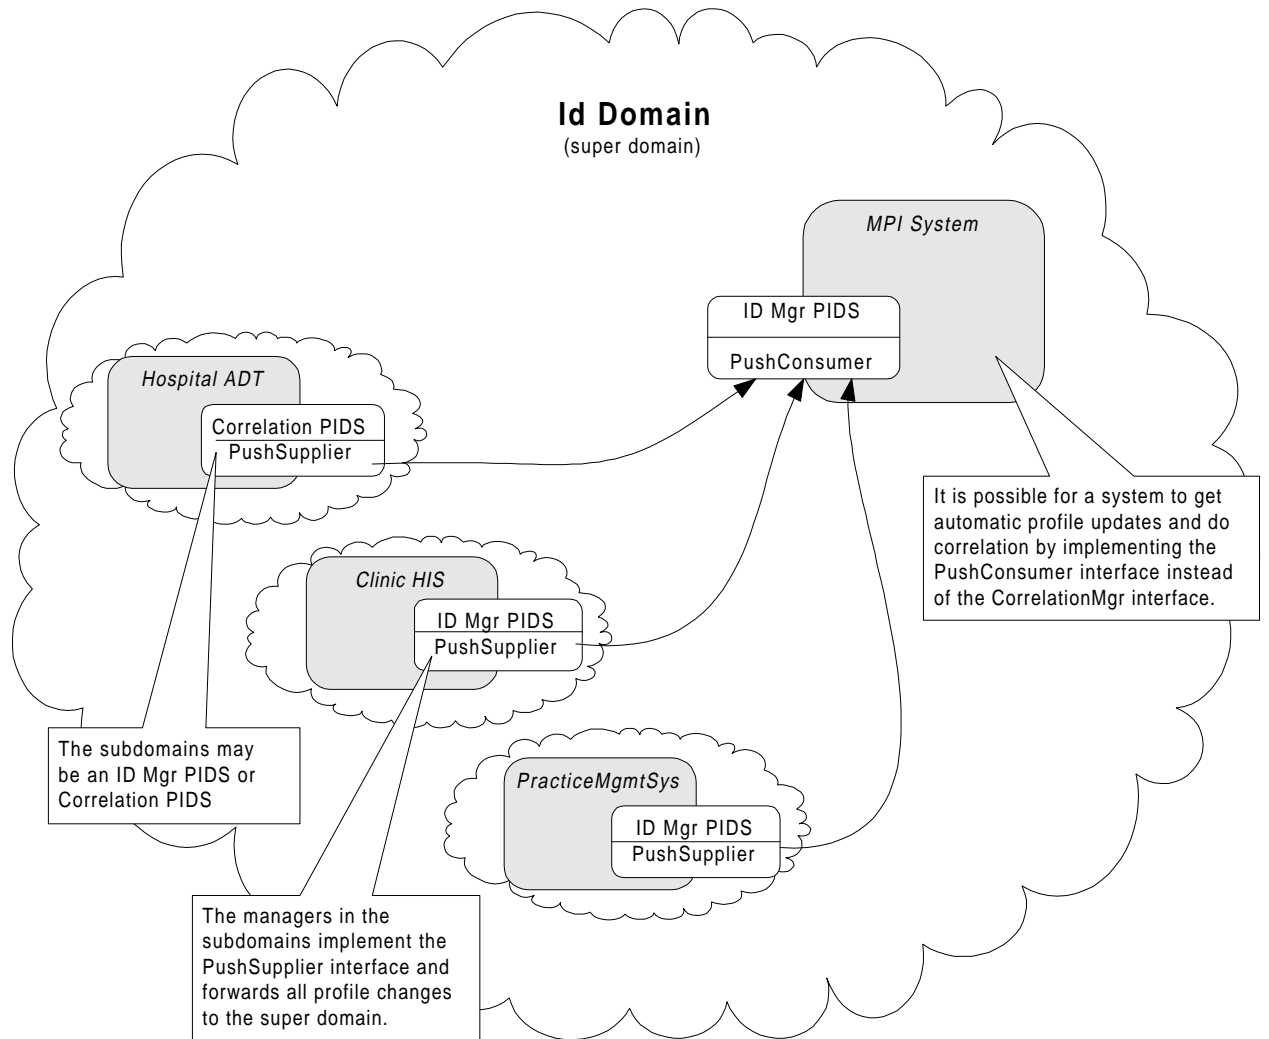 Id Domain
(super domain)
MPI System
ID Mgr PIDS
PushConsumer
Hospital ADT
Correlation PIDS
PushSupplier
It is possible for a system to get
automatic profile updates and do
correlation by implementing the
PushConsumer interface instead
of the CorrelationMgr interface.
Clinic HIS
ID Mgr PIDS
PushSupplier
The subdomains may
be an ID Mgr PIDS or
Correlation PIDS
PracticeMgmtSys
ID Mgr PIDS
PushSupplier
The managers in the
subdomains implement the
PushSupplier interface and
forwards all profile changes
to the super domain.